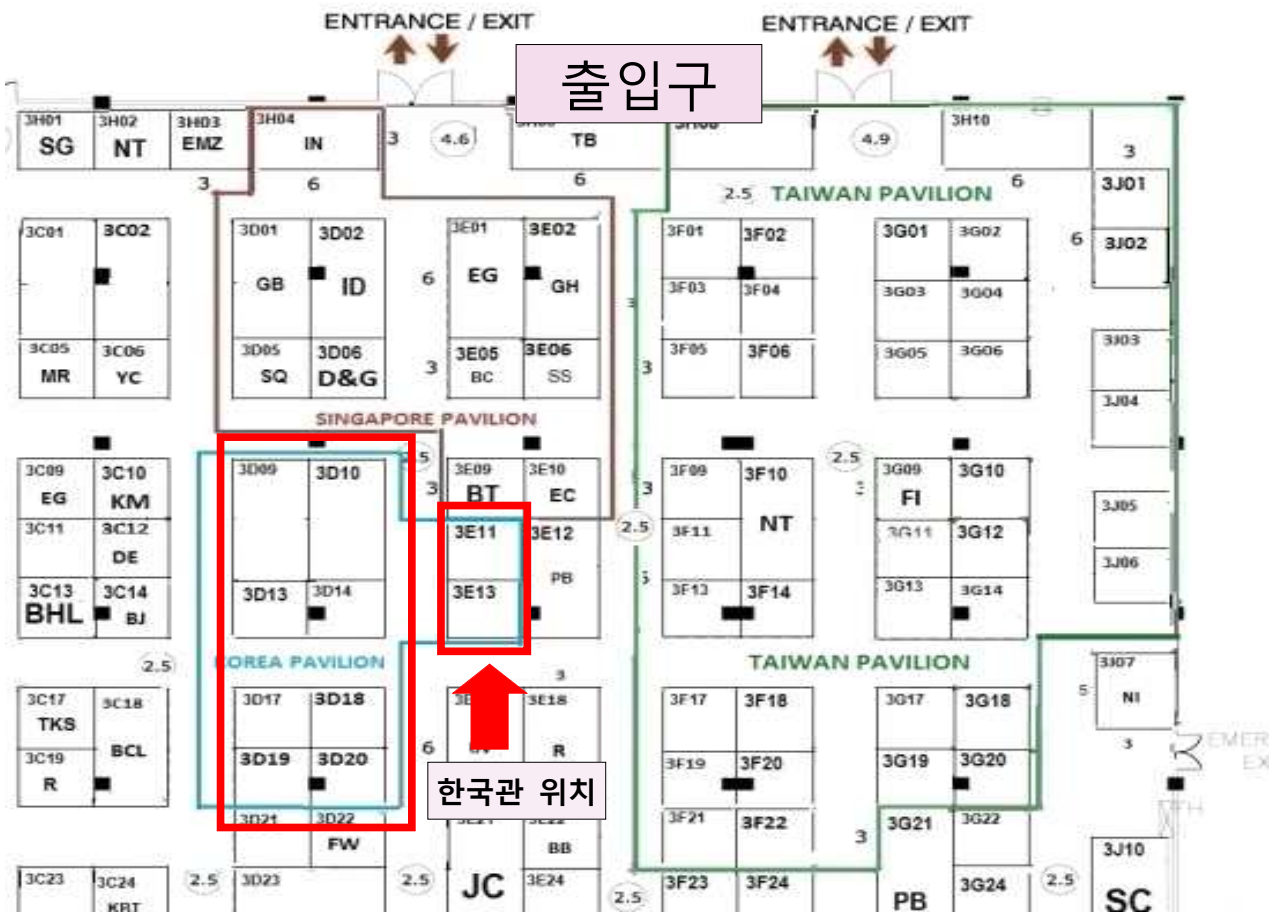 ENTRANCE / EXIT
ENTRANCE / EXIT
출입구
3H01 3H02 3H03 3H04 3H10
SG NT EMZ IN 3 4.6 TB 4.9 3
3 6 6 2.5 TAIWAN PAVILION 6 3J01
3C01 3C02 3D01 3D02 3E01 3E02 3F01 3F02 3G01 3G02 6 3J02
GB ID 6 EG GH
3F03 3F04 3G03 3G04
3
3C05 3C06 3D05 3D06 3 3E05 3E06 3 3F05 3F06 3G05 3G06 3J03
MR YC SQ D&G BC SS
3J04
SINGAPORE PAVILION
3C09 3C10 3D09 3D10 2.5 3E09 3E10 3F09 3F10 2.5 3G09 3G10
EG KM 3 BT EC 3 NT FI
3C11 3C12 3E11 3E12 2.5 3F11 3G11 3G12 3J05
DE
3C13 3C14 3D13 3D14 3E13 PB 3F13 3F14 3G13 3G14 3J06
BHL BJ
2.5 KOREA PAVILION TAIWAN PAVILION 3J07
3 5 NI
3C17 3C18 3D17 3D18 3E18 3F17 3F18 3G17 3G18
TKS BCL R 3
3C19 3D19 3D20 6 3F19 3F20 3G19 3G20 EMER
R EX
한국관 위치
3D21 3D22 3E21 3E22 3F21 3F22 3 3G21 3G22
FW BB 3J10
3C23 3C24 2.5 3D23 2.5 JC 3E24 2.5 3F23 3F24 PB 3G24 2.5 SC
KBT